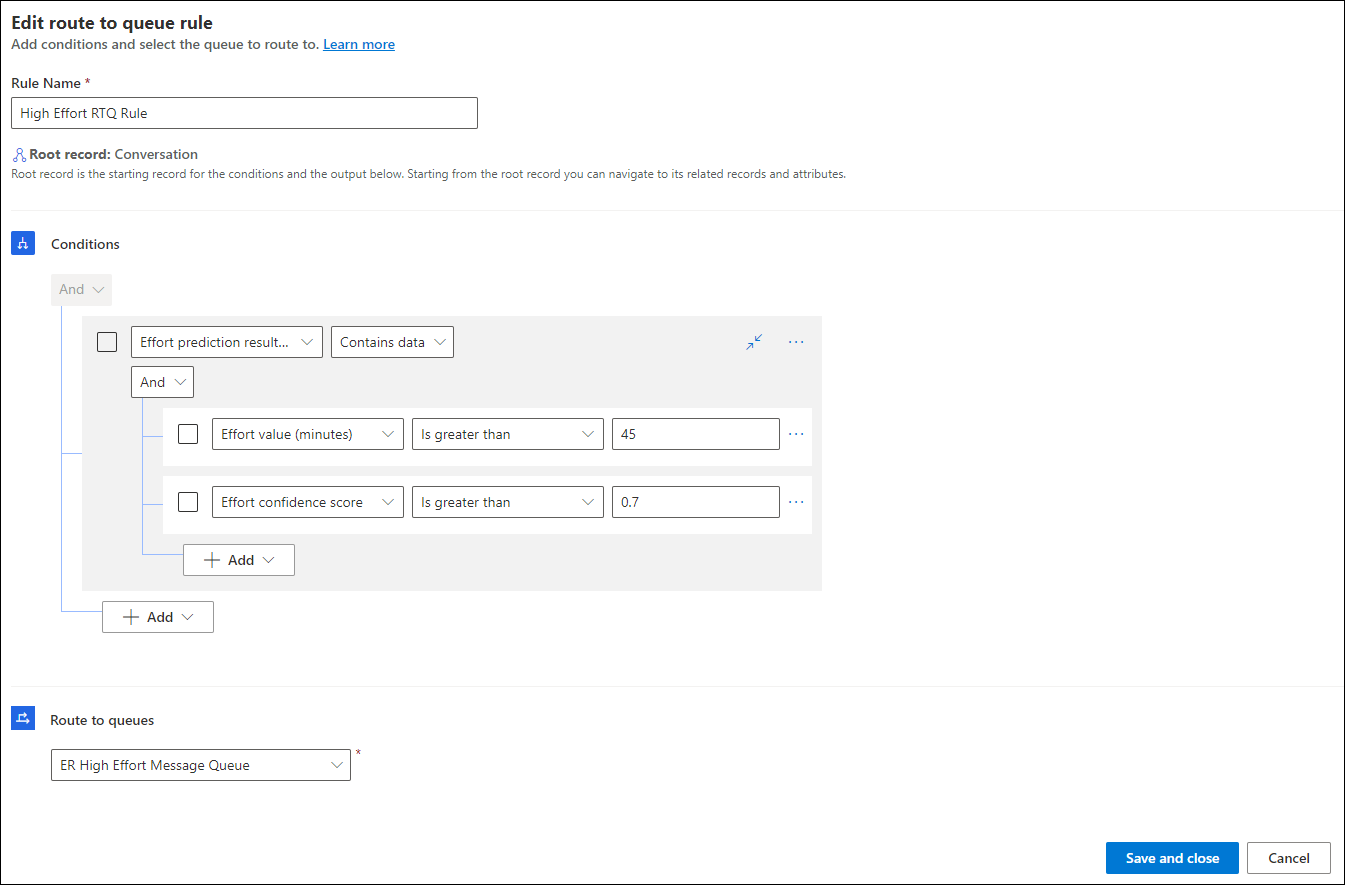 Edit route to queue rule
Add conditions and select the queue to route to. Learn more
Rule Name *
High Effort RTQ Rule
Root record: Conversation
Root record is the starting record for the conditions and the output below. Starting from the root record you can navigate to its related records and attributes.
Conditions
And
Effort prediction result... Contains data
And
Effort value (minutes) Is greater than 45
Effort confidence score Is greater than 0.7
Add
Add
Route to queues
ER High Effort Message Queue *
Save and close Cancel